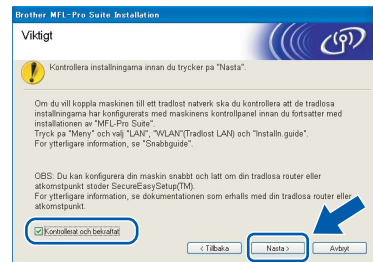 Brother MFL-Pro Suite Installation
Viktigt
Kontrollera installningarna innan du trycker pa "Nasta".
Om du vill koppla maskinen till ett tradlost natverk ska du kontrollera att de tradlosa
installningarna har konfigurerats med maskinens kontrollpanel innan du fortsatter med
installationen av "MFL-Pro Suite".
Tryck pa "Meny" och valj "LAN", "WLAN"(Tradlost LAN) och "Installn.guide".
For ytterligare information, se "Snabbguide".
OBS: Du kan konfigurera din maskin snabbt och latt om din tradlosa router eller
atkomstpunkt stoder SecureEasySetup(TM).
For ytterligare information, se dokumentationen som erhalls med din tradlosa router eller
atkomstpunkt.
Kontrollerat och bekraftat
< Tillbaka Nasta > Avbryt